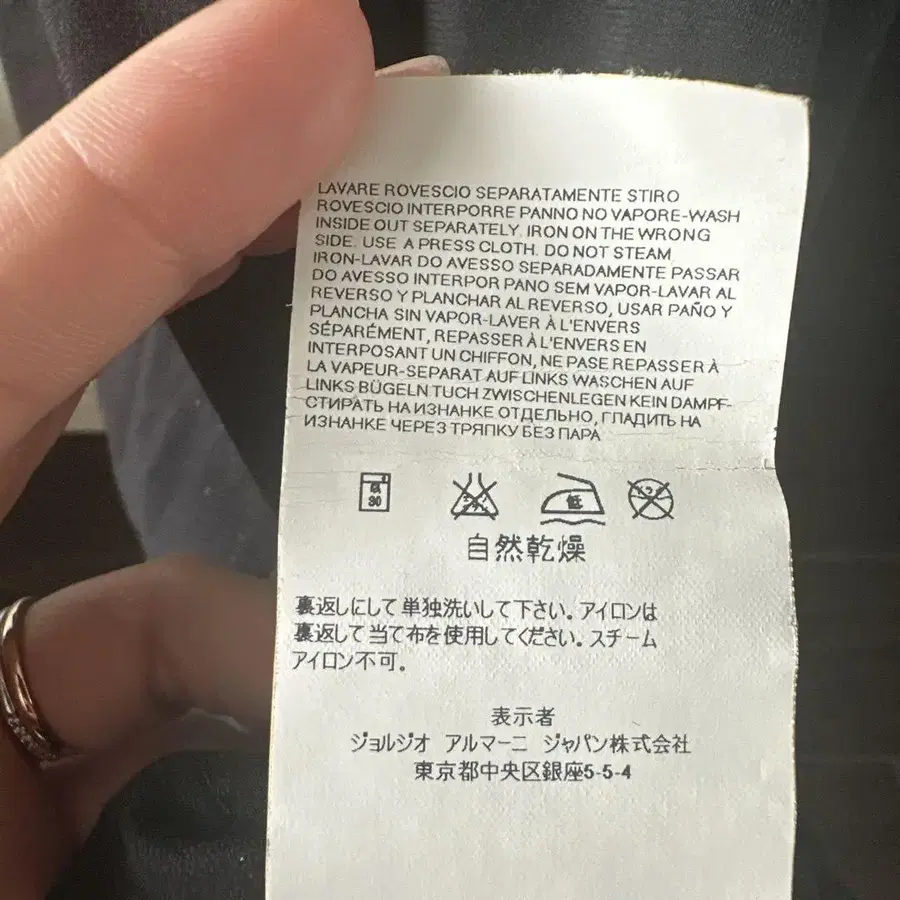 LAVARE ROVESCIO SEPARATAMENTE STIRO
ROVESCIO INTERPORRE PANNO NO VAPORE-WASH
INSIDE OUT SEPARATELY, IRON ON THE WRONG
SIDE. USE A PRESS CLOTH. DO NOT STEAM
IRON-LAVAR DO AVESSO SEPARADAMENTE PASSAR
DO AVESSO INTERPOR PANO SEM VAPOR-LAVAR AL
REVERSO Y PLANCHAR AL REVERSO, USAR PAÑO Y
PLANCHA SIN VAPOR-LAVER À L'ENVERS
SÉPARÉMENT, REPASSER À L'ENVERS EN
INTERPOSANT UN CHIFFON, NE PASE REPASSER À
LA VAPEUR-SEPARAT AUF LINKS WASCHEN AUF
LINKS BÜGELN TUCH ZWISCHENLEGEN KEIN DAMPF-
СТИРАТЬ НА ИЗНАНКЕ ОТДЕЛЬНО, ГЛАДИТЬ НА
ИЗНАНКЕ ЧЕРЕЗ ТРЯПКУ БЕЗ ПАРА
30 低
自然乾燥
裏返しにして単独洗いして下さい。アイロンは
裏返して当て布を使用してください。スチーム
アイロン不可。
表示者
ジョルジオ アルマーニ ジャパン株式会社
東京都中央区銀座5-5-4